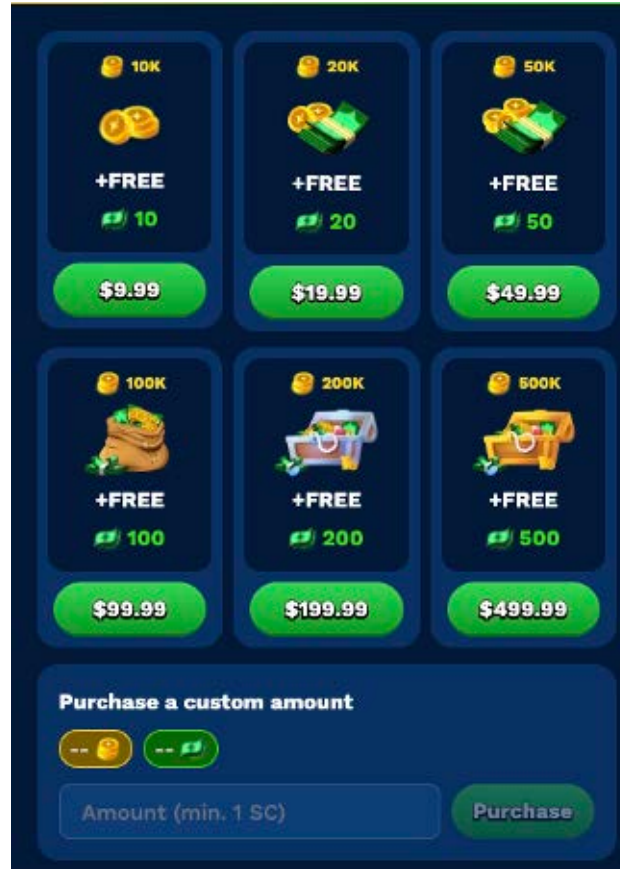 10K
+FREE
10
$9.99
20K
+FREE
20
$19.99
50K
+FREE
50
$49.99
100K
+FREE
100
$99.99
200K
+FREE
200
$199.99
500K
+FREE
500
$499.99
Purchase a custom amount
--
--
Amount (min. 1 SC)
Purchase